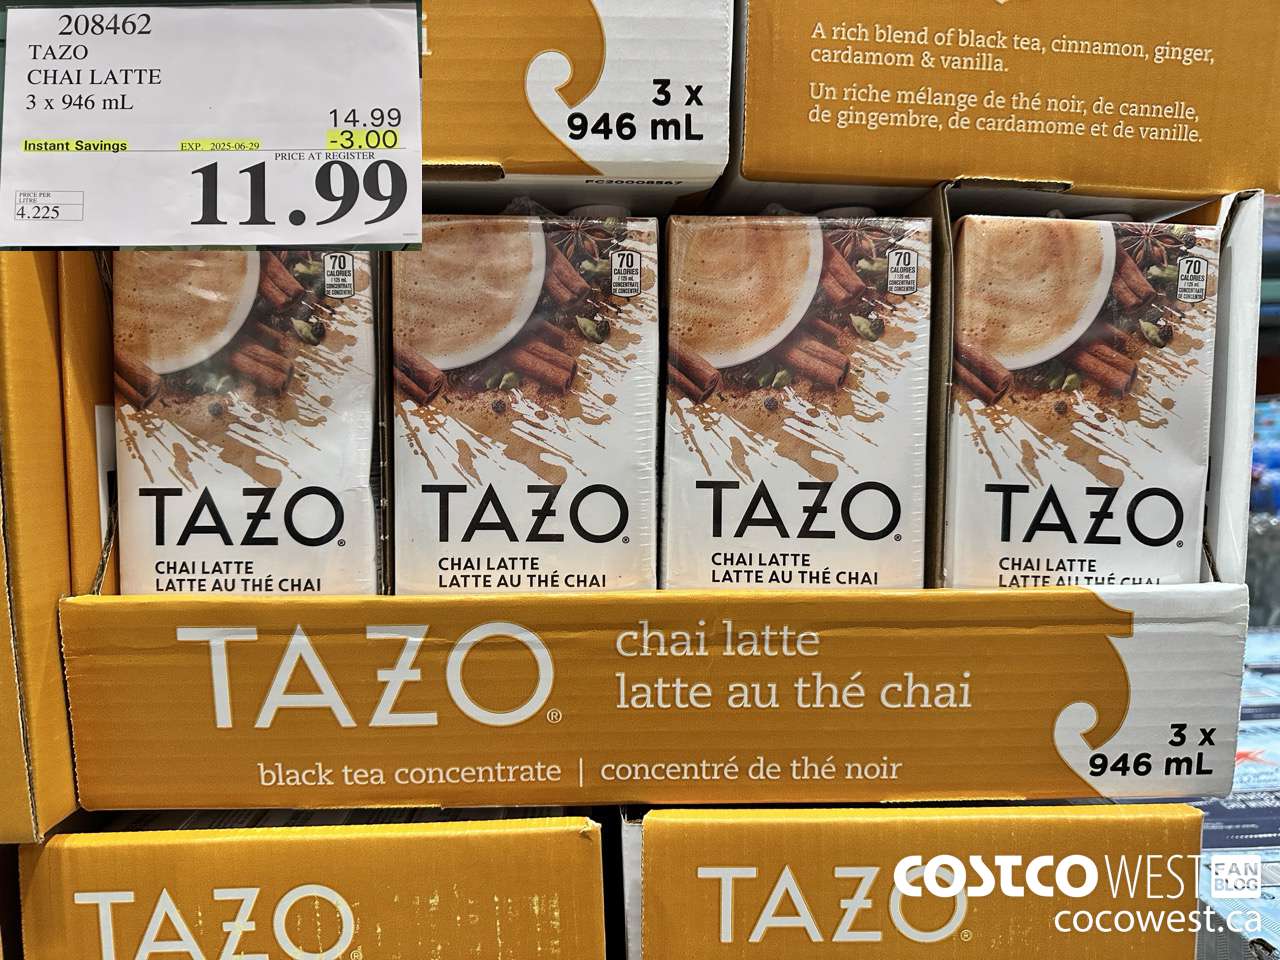 208462
TAZO
CHAI LATTE
3 x 946 mL
14.99
Instant Savings EXP. 2025-06-29 -3.00
PRICE AT REGISTER
11.99
PRICE PER
LITRE
4.225
3 x
946 mL
A rich blend of black tea, cinnamon, ginger,
cardamom & vanilla.
Un riche mélange de thé noir, de cannelle,
de gingembre, de cardamome et de vanille.
70
CALORIES
70
CALORIES
70
CALORIES
70
CALORIES
TAZO®
CHAI LATTE
LATTE AU THÉ CHAI
TAZO®
CHAI LATTE
LATTE AU THÉ CHAI
TAZO®
CHAI LATTE
LATTE AU THÉ CHAI
TAZO®
CHAI LATTE
LATTE AU THÉ CHAI
TAZO®
chai latte
latte au thé chai
black tea concentrate | concentré de thé noir
3 x
946 mL
TAZO®
TAZO®
COSTCO WEST FAN BLOG
cocowest.ca